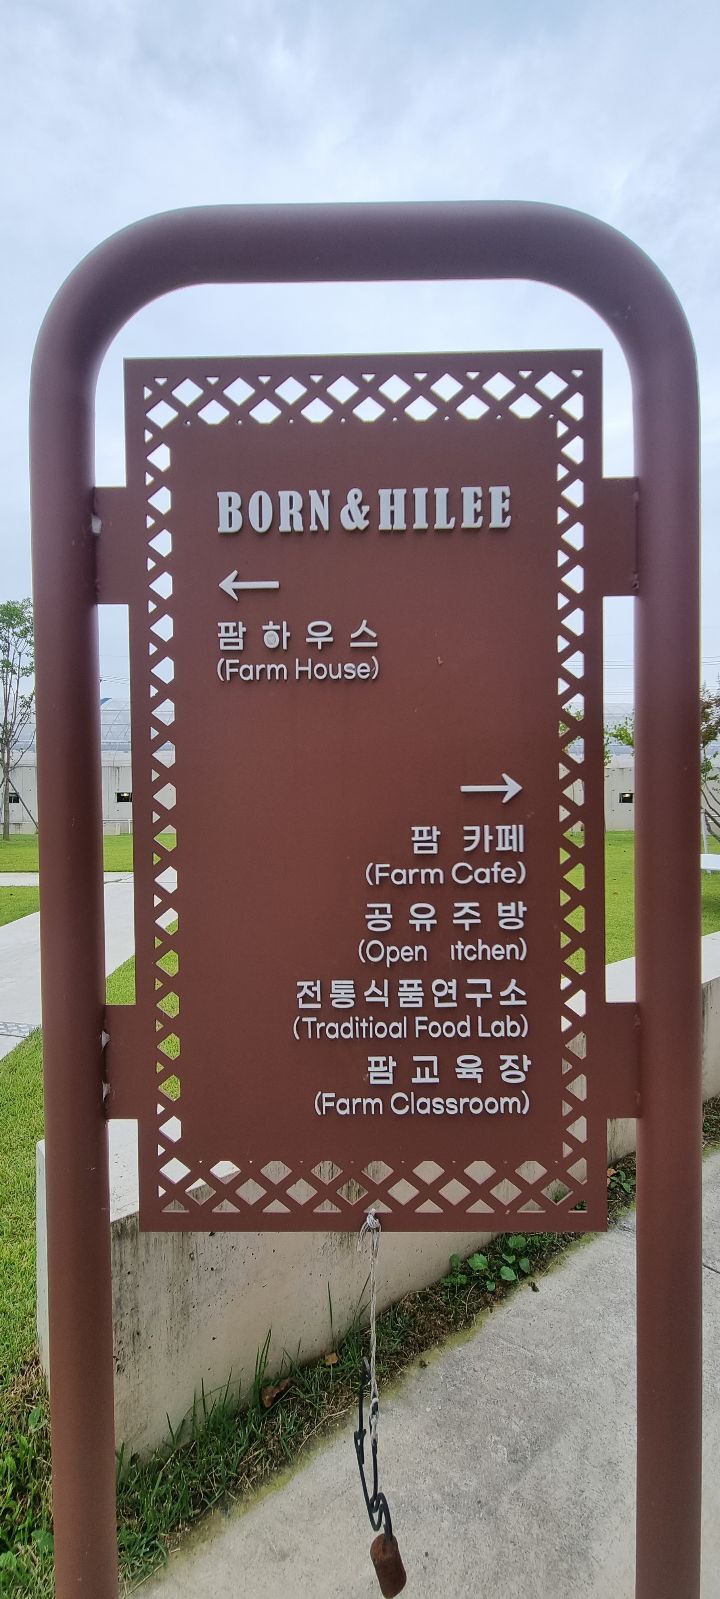 BORN&HILEE
←
팜 하우스
(Farm House)
→
팜 카페
(Farm Cafe)
공유주방
(Open itchen)
전통식품연구소
(Traditioal Food Lab)
팜교육장
(Farm Classroom)